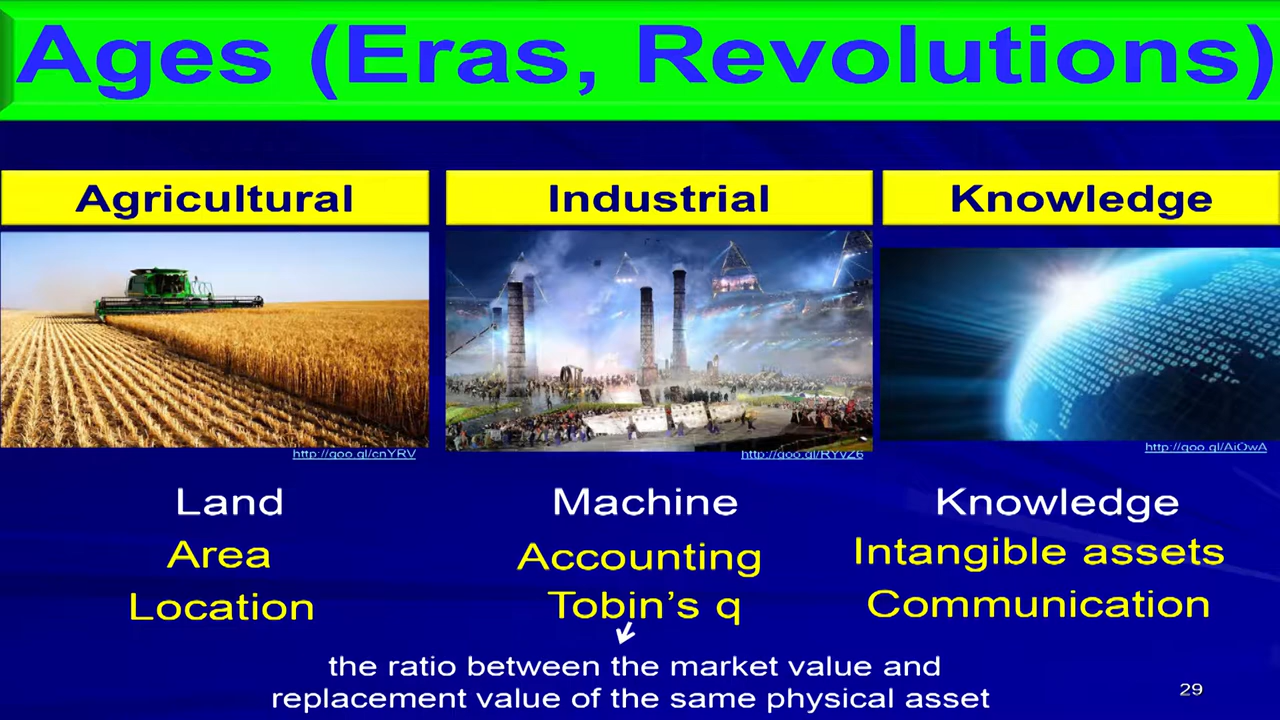 Ages (Eras, Revolutions)
Agricultural
Industrial
Knowledge
http://goo.gl/cnYRV
http://goo.gl/RYvZ6
http://goo.gl/AiOwA
Land
Machine
Knowledge
Area
Accounting
Intangible assets
Location
Tobin's q
Communication
the ratio between the market value and
replacement value of the same physical asset
29